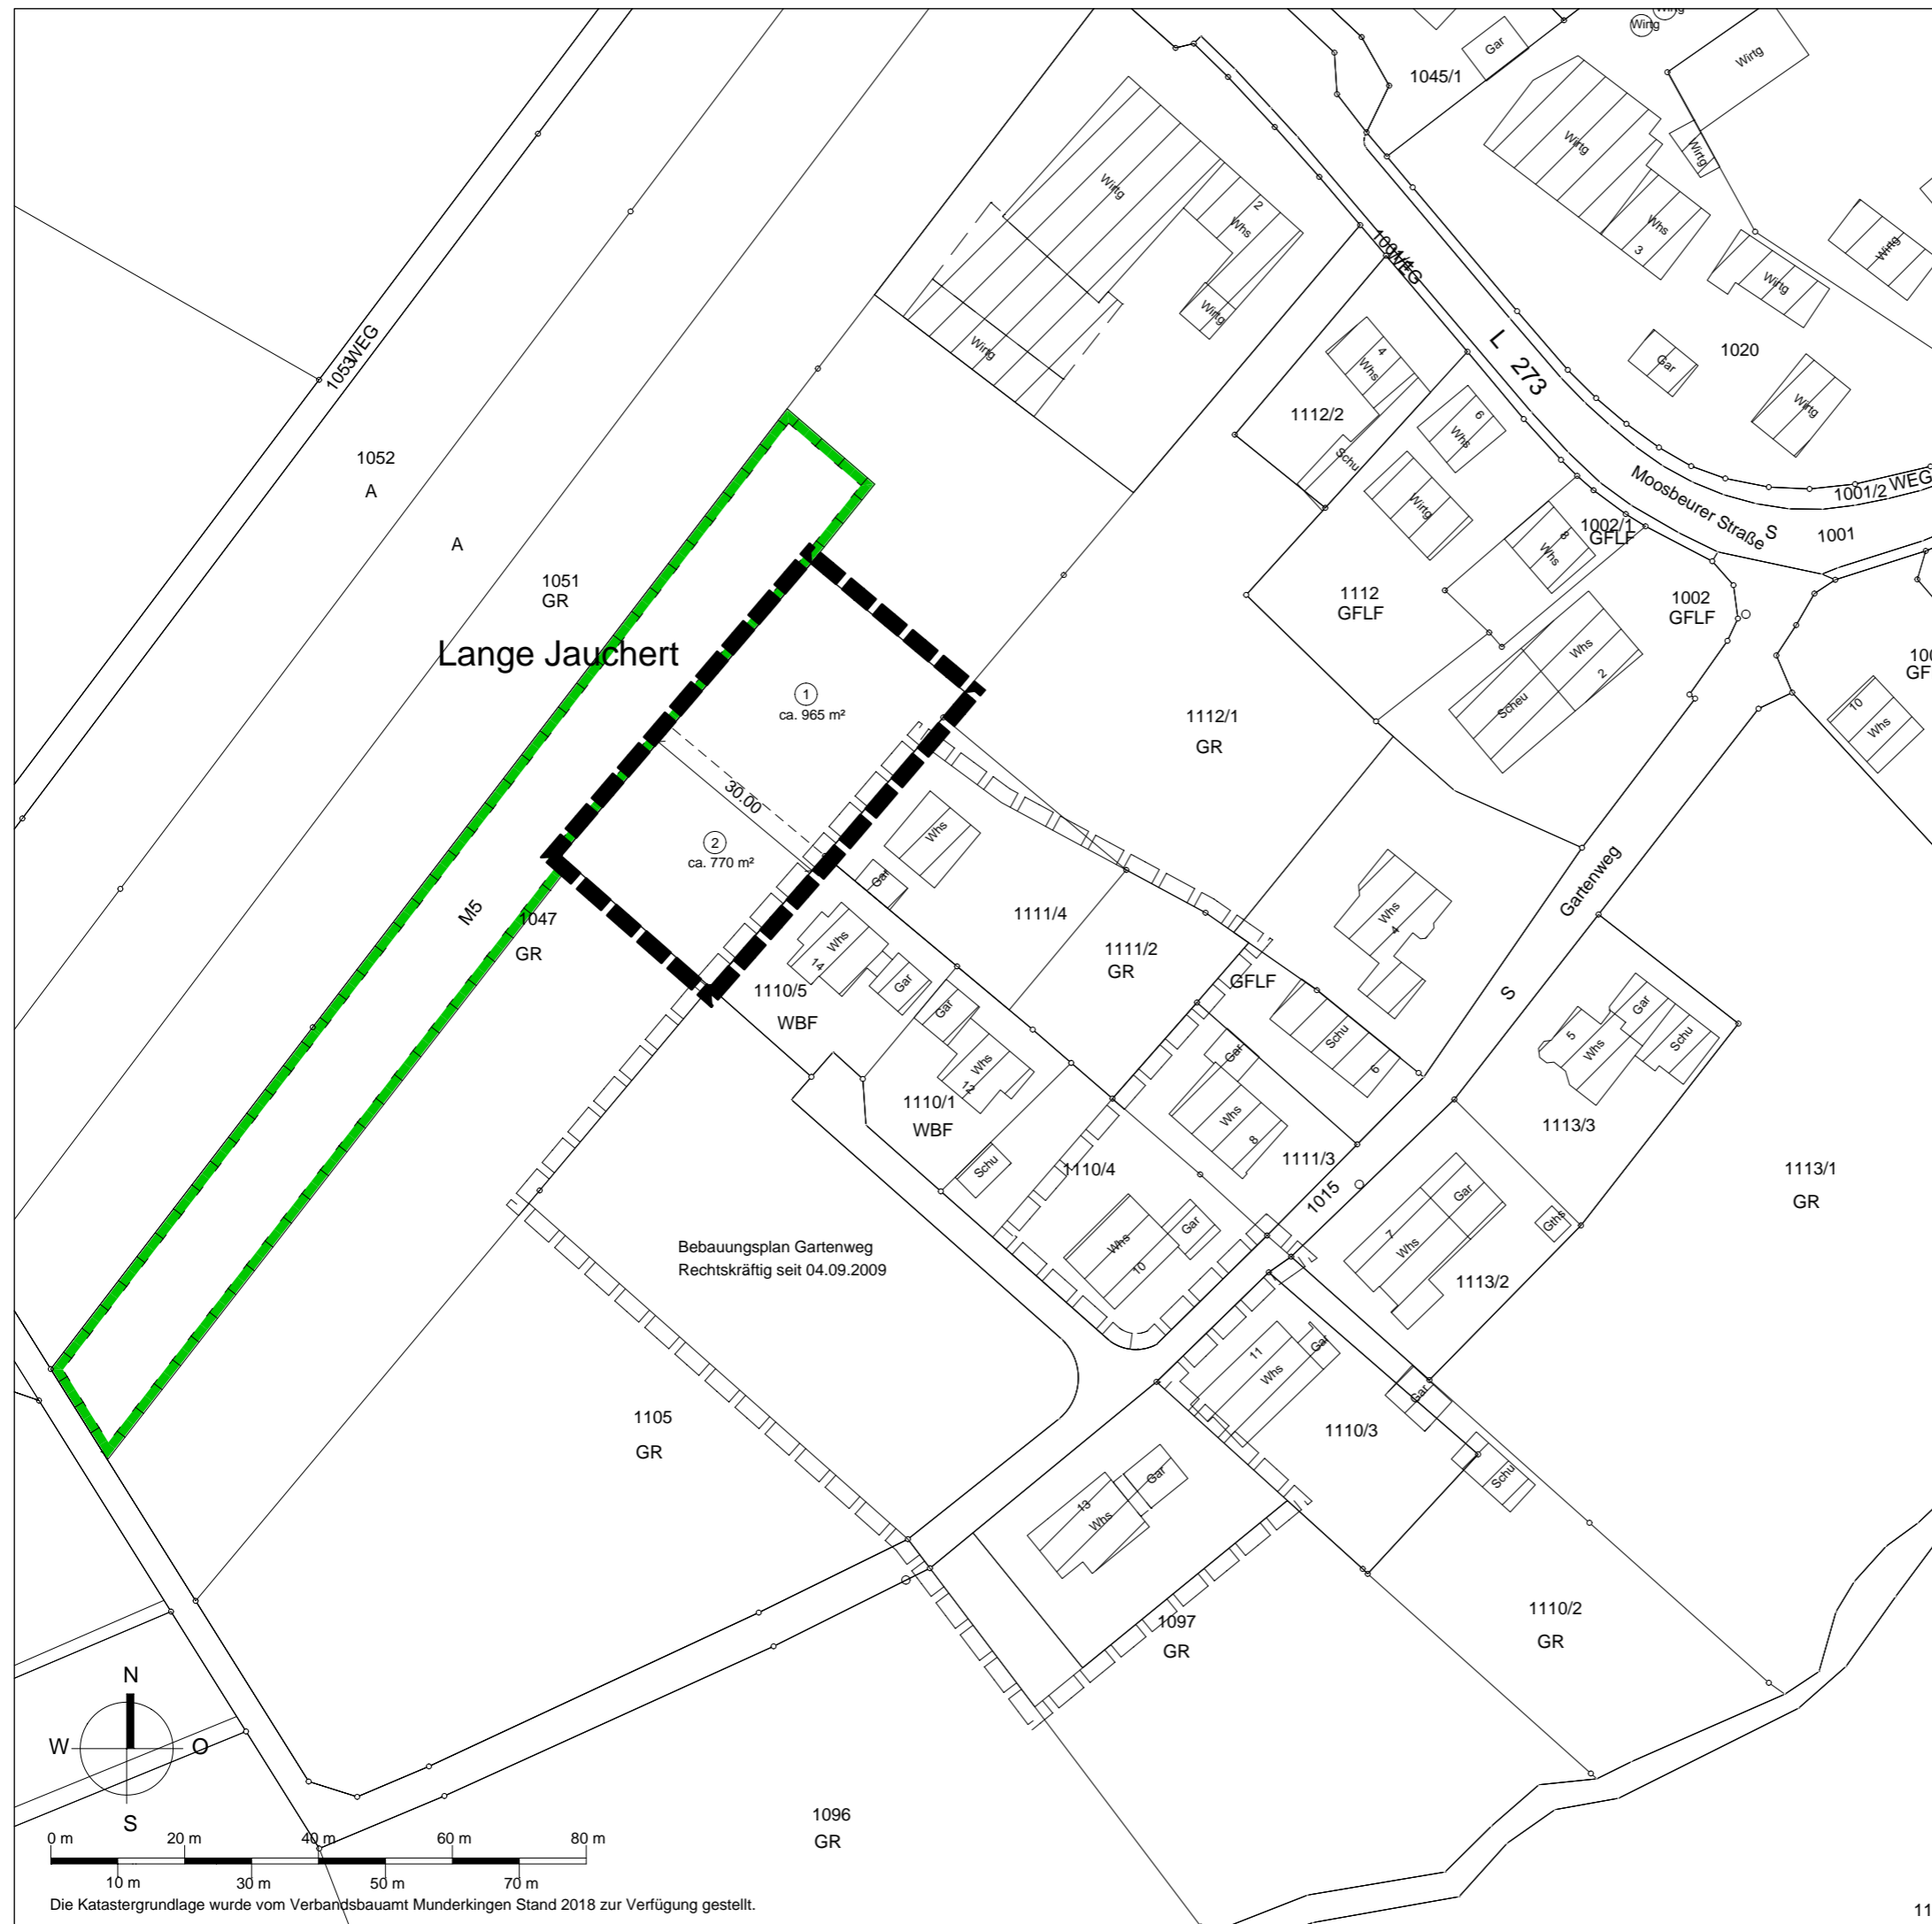 Wirtg
Wirtg
Gar
1045/1
Wirtg
Wirtg
Wirtg
Wirtg
2
Whs
Wirtg
Wirtg
1001/4
WEG
Whs
3
Wirtg
Wirtg
1053
WEG
L 273
1020
Gar
Wirtg
4
Whs
1112/2
6
Whs
Schu
Wirtg
1052
A
A
Moosbeurer Straße
S
1001/2 WEG
1001
1002/1
GFLF
8
Whs
1051
GR
1112
GFLF
1002
GFLF
Lange Jauchert
Whs
2
Scheu
10
Whs
1
ca. 965 m²
1112/1
GR
30.00
2
ca. 770 m²
Whs
Gar
1111/4
Whs
4
Gartenweg
M5
1047
GR
Whs
14
Gar
1111/2
GR
GFLF
S
1110/5
WBF
Gar
Whs
12
Schu
6
Gar
Whs
8
5
Whs
Gar
Schu
1110/1
WBF
1113/3
Schu
1110/4
1111/3
1113/1
GR
1015
Gar
Whs
10
7
Whs
Gar
Gths
Bebauungsplan Gartenweg
Rechtskräftig seit 04.09.2009
1113/2
11
Whs
Gar
Gar
1105
GR
1110/3
Schu
13
Whs
Gar
1097
GR
1110/2
GR
N
W
O
S
1096
GR
0 m 20 m 40 m 60 m 80 m
10 m 30 m 50 m 70 m
Die Katastergrundlage wurde vom Verbandsbauamt Munderkingen Stand 2018 zur Verfügung gestellt.